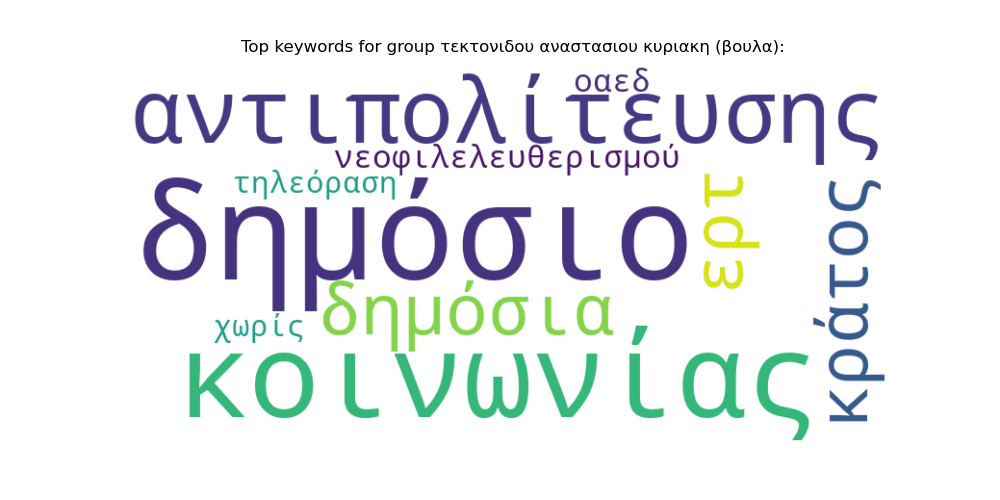 Top keywords for group τεκτονιδου αναστασιου κυριακη (βουλα):
οαεδ
αντιπολίτευσης
νεοφιλελευθερισμού
τηλεόραση
δημόσιο
ερτ
κράτος
δημόσια
χωρίς
κοινωνίας